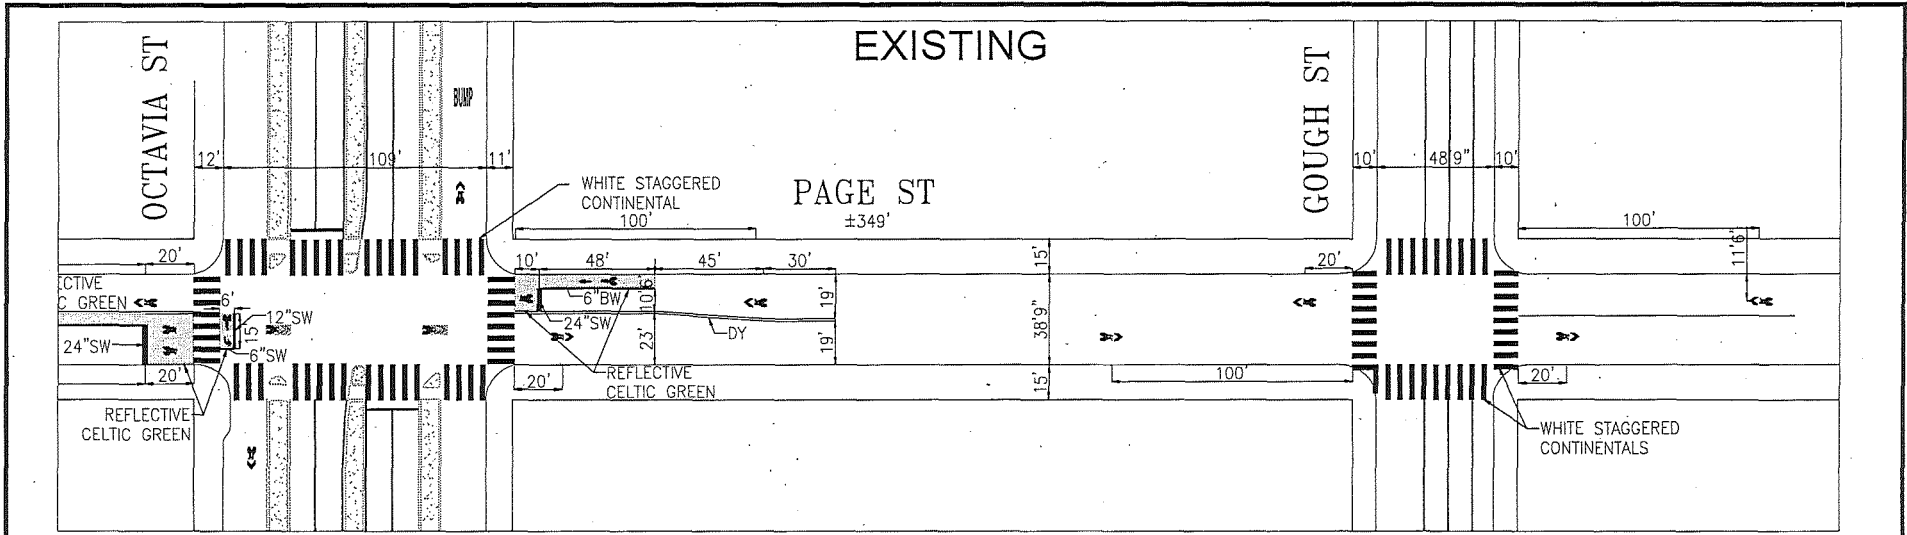 EXISTING
OCTAVIA ST
GOUGH ST
BUMP
12'
109'
11'
10'
48'9"
10'
WHITE STAGGERED
CONTINENTAL
PAGE ST
±349'
100'
100'
11'6"
20'
10'
48'
45'
30'
15'
20'
ECTIVE
C GREEN
6'
12"SW
15'
6"SW
24"SW
20'
6"BW
10'6"
24"SW
23'
DY
19'
19'
38'9"
15'
20'
REFLECTIVE
CELTIC GREEN
100'
20'
REFLECTIVE
CELTIC GREEN
WHITE STAGGERED
CONTINENTALS